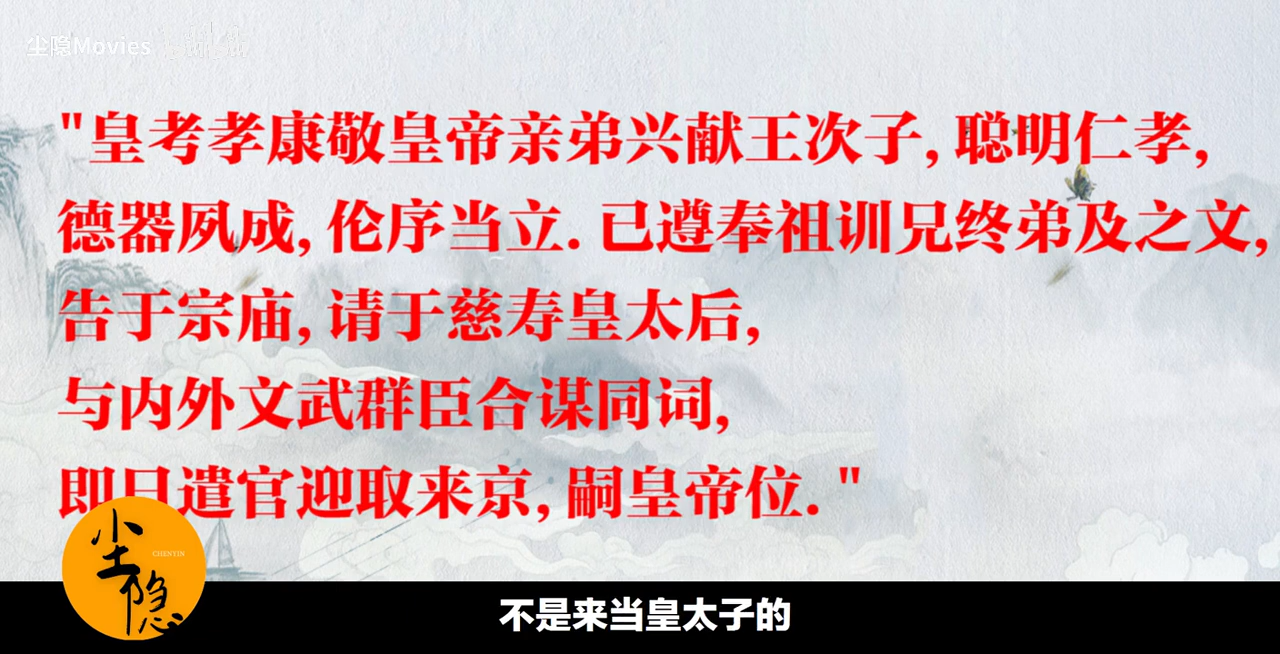 尘隐Movies
"皇考孝康敬皇帝亲弟兴献王次子,聪明仁孝,
德器夙成,伦序当立.已遵奉祖训兄终弟及之文,
告于宗庙,请于慈寿皇太后,
与内外文武群臣合谋同词,
即日遣官迎取来京,嗣皇帝位."
尘隐
CHENYIN
不是来当皇太子的